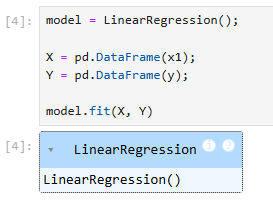 [4]: model = LinearRegression();
X = pd.DataFrame(x1);
Y = pd.DataFrame(y);
model.fit(X, Y)
[4]: ▾ LinearRegression i ?
LinearRegression()